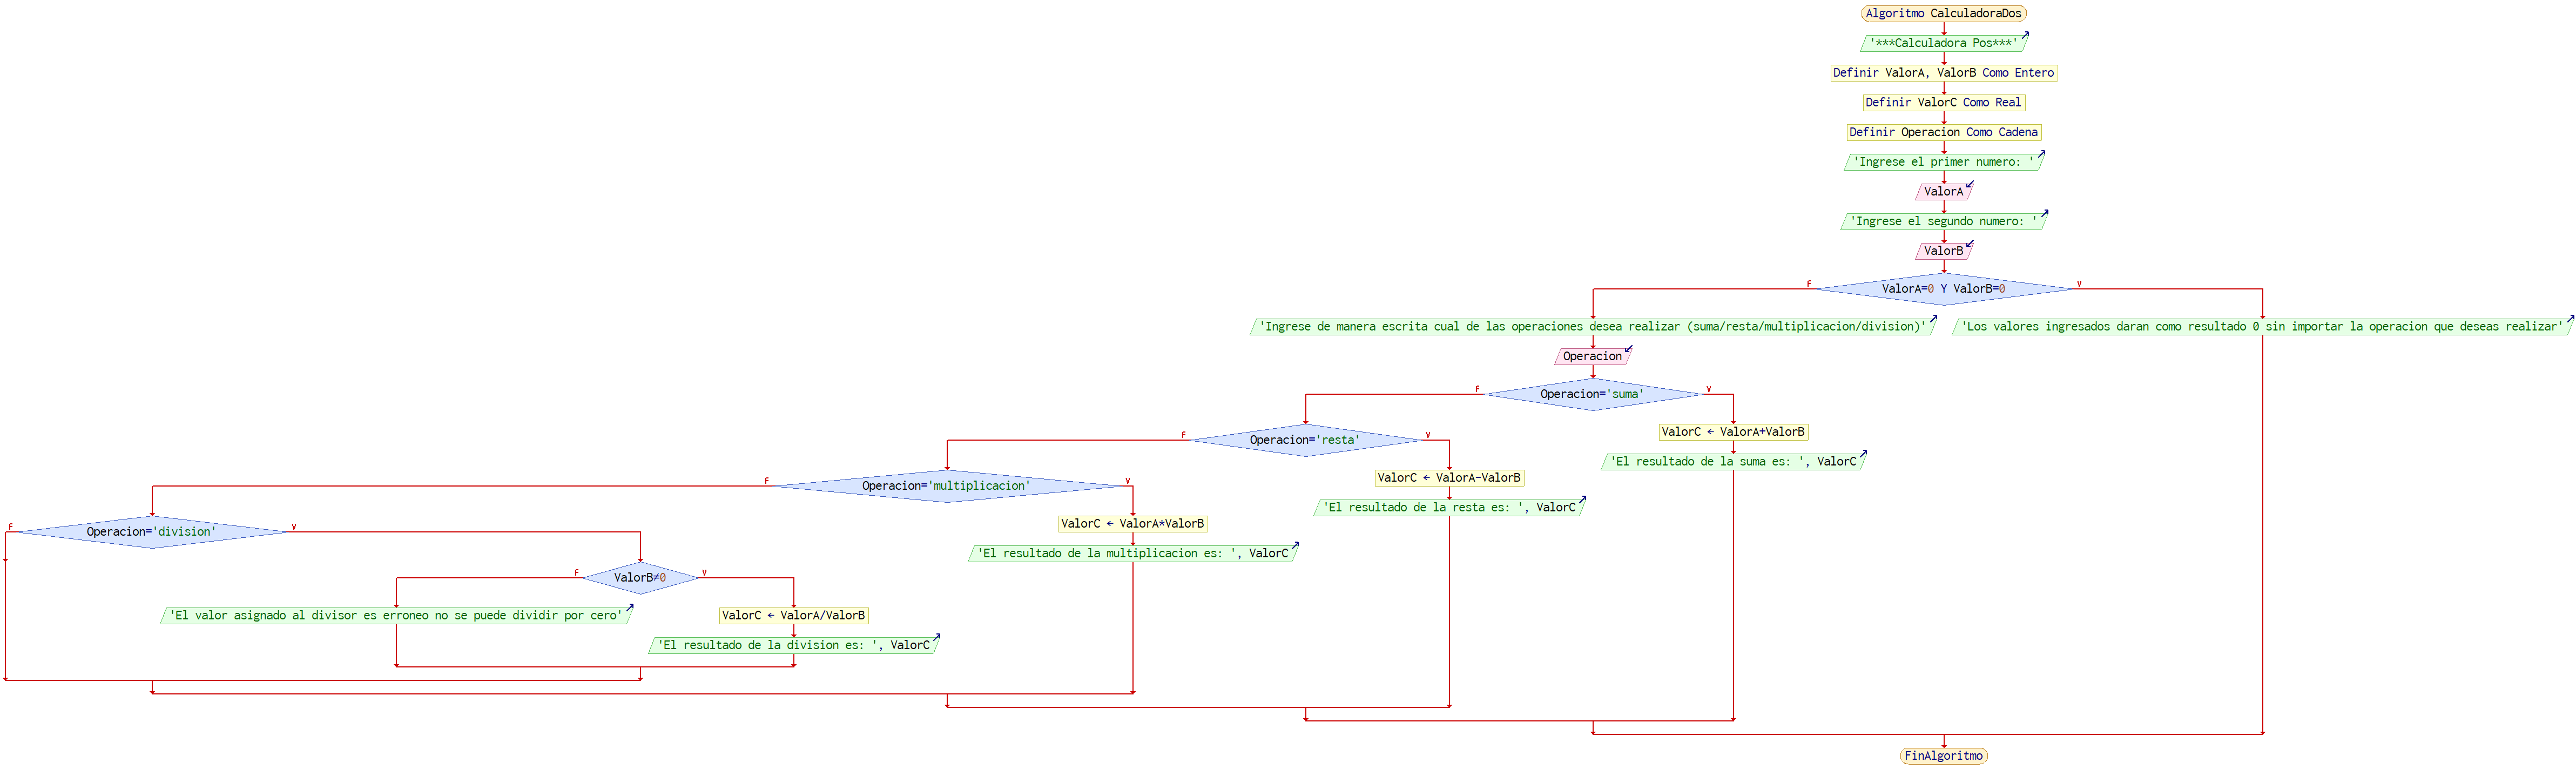 Algoritmo CalculadoraDos
'***Calculadora Pos***'
Definir ValorA, ValorB Como Entero
Definir ValorC Como Real
Definir Operacion Como Cadena
'Ingrese el primer numero: '
ValorA
'Ingrese el segundo numero: '
ValorB
F
ValorA=0 Y ValorB=0
V
'Ingrese de manera escrita cual de las operaciones desea realizar (suma/resta/multiplicacion/division)'
'Los valores ingresados daran como resultado 0 sin importar la operacion que deseas realizar'
Operacion
F
Operacion='suma'
V
F
Operacion='resta'
V
ValorC ← ValorA+ValorB
'El resultado de la suma es: ', ValorC
F
Operacion='multiplicacion'
V
ValorC ← ValorA-ValorB
'El resultado de la resta es: ', ValorC
F
Operacion='division'
V
ValorC ← ValorA*ValorB
'El resultado de la multiplicacion es: ', ValorC
F
ValorB≠0
V
'El valor asignado al divisor es erroneo no se puede dividir por cero'
ValorC ← ValorA/ValorB
'El resultado de la division es: ', ValorC
FinAlgoritmo